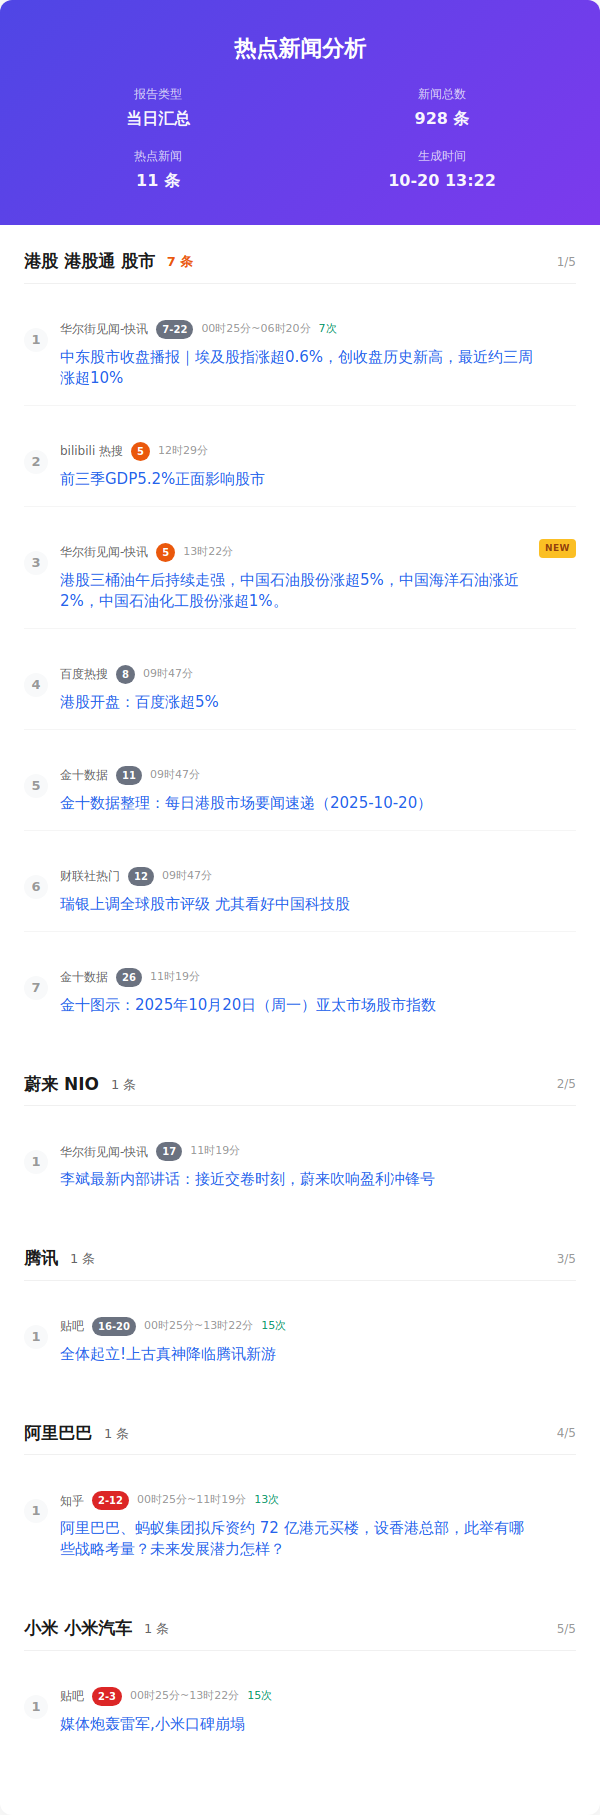 热点新闻分析
报告类型 新闻总数
当日汇总 928 条
热点新闻 生成时间
11 条 10-20 13:22
港股 港股通 股市 7 条 1/5
1 华尔街见闻-快讯 7-22 00时25分~06时20分 7次
中东股市收盘播报｜埃及股指涨超0.6%，创收盘历史新高，最近约三周
涨超10%
2 bilibili 热搜 5 12时29分
前三季GDP5.2%正面影响股市
3 华尔街见闻-快讯 5 13时22分 NEW
港股三桶油午后持续走强，中国石油股份涨超5%，中国海洋石油涨近
2%，中国石油化工股份涨超1%。
4 百度热搜 8 09时47分
港股开盘：百度涨超5%
5 金十数据 11 09时47分
金十数据整理：每日港股市场要闻速递（2025-10-20）
6 财联社热门 12 09时47分
瑞银上调全球股市评级 尤其看好中国科技股
7 金十数据 26 11时19分
金十图示：2025年10月20日（周一）亚太市场股市指数
蔚来 NIO 1 条 2/5
1 华尔街见闻-快讯 17 11时19分
李斌最新内部讲话：接近交卷时刻，蔚来吹响盈利冲锋号
腾讯 1 条 3/5
1 贴吧 16-20 00时25分~13时22分 15次
全体起立!上古真神降临腾讯新游
阿里巴巴 1 条 4/5
1 知乎 2-12 00时25分~11时19分 13次
阿里巴巴、蚂蚁集团拟斥资约 72 亿港元买楼，设香港总部，此举有哪
些战略考量？未来发展潜力怎样？
小米 小米汽车 1 条 5/5
1 贴吧 2-3 00时25分~13时22分 15次
媒体炮轰雷军,小米口碑崩塌